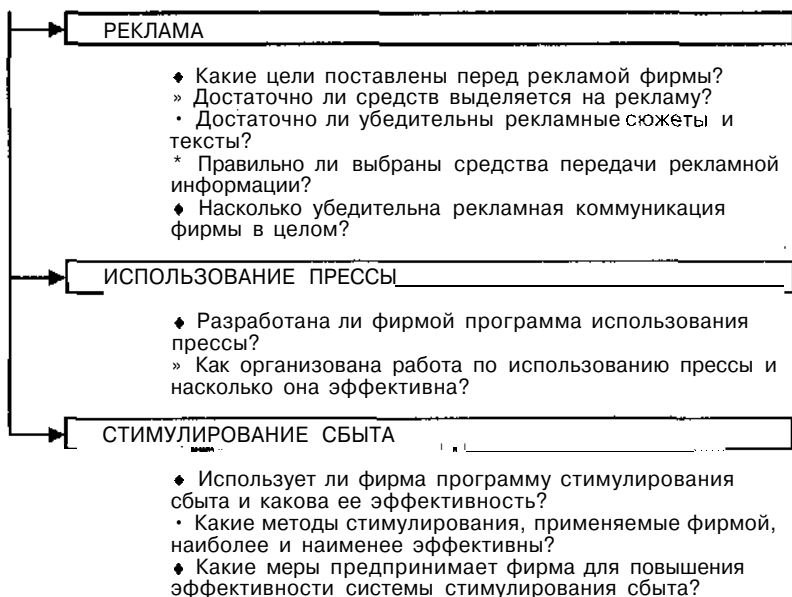 РЕКЛАМА
♦ Какие цели поставлены перед рекламой фирмы?
» Достаточно ли средств выделяется на рекламу?
• Достаточно ли убедительны рекламные сюжеты и
тексты?
* Правильно ли выбраны средства передачи рекламной
информации?
♦ Насколько убедительна рекламная коммуникация
фирмы в целом?
ИСПОЛЬЗОВАНИЕ ПРЕССЫ
♦ Разработана ли фирмой программа использования
прессы?
» Как организована работа по использованию прессы и
насколько она эффективна?
СТИМУЛИРОВАНИЕ СБЫТА
♦ Использует ли фирма программу стимулирования
сбыта и какова ее эффективность?
• Какие методы стимулирования, применяемые фирмой,
наиболее и наименее эффективны?
♦ Какие меры предпринимает фирма для повышения
эффективности системы стимулирования сбыта?